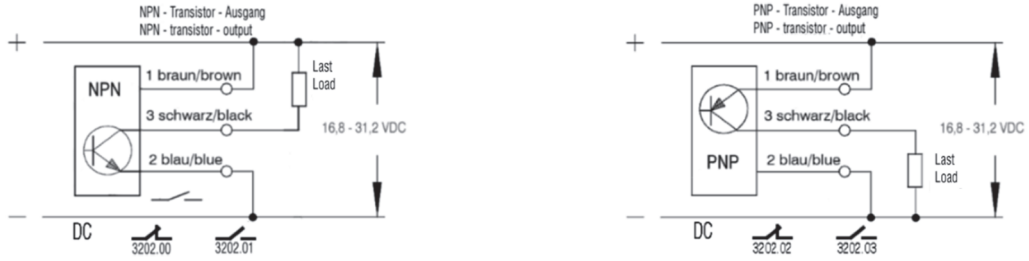 NPN - Transistor - Ausgang
NPN - transistor - output
+
1 braun/brown
Last
Load
NPN
3 schwarz/black
16,8 - 31,2 VDC
2 blau/blue
−
DC
3202.00
3202.01
PNP - Transistor - Ausgang
PNP - transistor - output
+
1 braun/brown
3 schwarz/black
16,8 - 31,2 VDC
PNP
2 blau/blue
Last
Load
−
DC
3202.02
3202.03